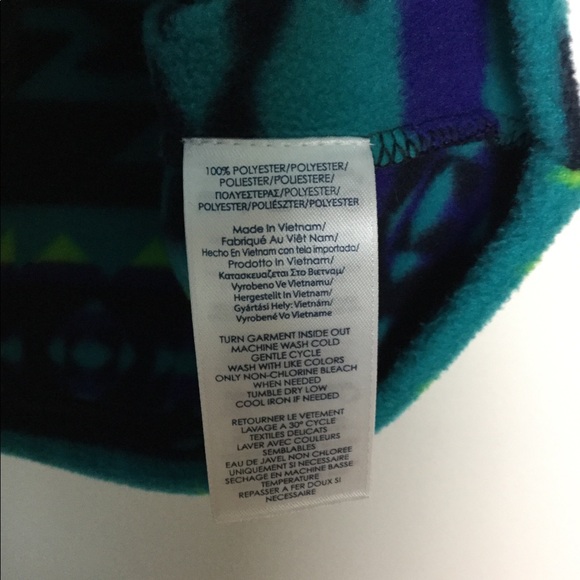 100% POLYESTER/POLYESTER/
POLIESTER/POLIESTERE/
ΠΟΛΥΕΣΤΕΡΑΣ/POLYESTER/
POLYESTER/POLIÉSZTER/POLYESTER
Made In Vietnam/
Fabriqué Au Viêt Nam/
Hecho En Vietnam con tela importada/
Prodotto In Vietnam/
Κατασκευαζεται Στο Βιετναμ/
Vyrobeno Ve Vietnamu/
Hergestellt In Vietnam/
Gyártási Hely: Vietnám/
Vyrobené Vo Vietname
TURN GARMENT INSIDE OUT
MACHINE WASH COLD
GENTLE CYCLE
WASH WITH LIKE COLORS
ONLY NON-CHLORINE BLEACH
WHEN NEEDED
TUMBLE DRY LOW
COOL IRON IF NEEDED
RETOURNER LE VETEMENT
LAVAGE A 30° CYCLE
TEXTILES DELICATS
LAVER AVEC COULEURS
SEMBLABLES
EAU DE JAVEL NON CHLOREE
UNIQUEMENT SI NECESSAIRE
SECHAGE EN MACHINE BASSE
TEMPERATURE
REPASSER A FER DOUX SI
NECESSAIRE